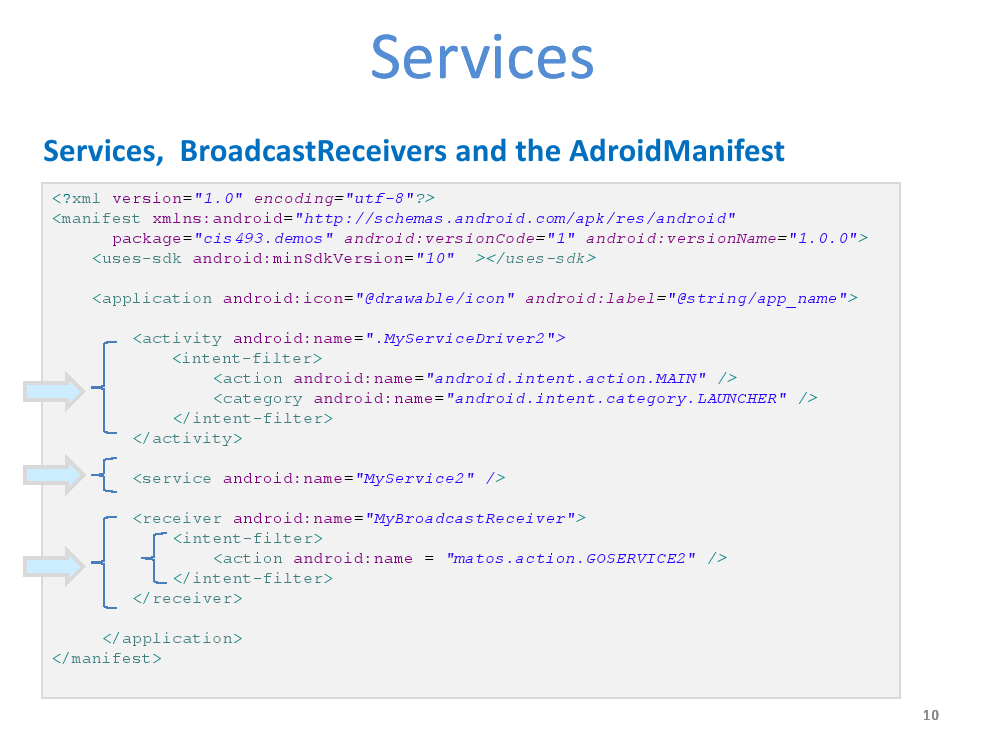 Services
Services,  BroadcastReceivers and the AdroidManifest
<?xml version="1.0" encoding="utf-8"?>
<manifest xmlns:android="http://schemas.android.com/apk/res/android"
      package="cis493.demos" android:versionCode="1" android:versionName="1.0.0">
    <uses-sdk android:minSdkVersion="10"  ></uses-sdk>
    <application android:icon="@drawable/icon" android:label="@string/app_name">
        <activity android:name=".MyServiceDriver2">
            <intent-filter>
                <action android:name="android.intent.action.MAIN" />
                <category android:name="android.intent.category.LAUNCHER" />
            </intent-filter>
        </activity>
        <service android:name="MyService2" />
        <receiver android:name="MyBroadcastReceiver">
            <intent-filter>
                <action android:name = "matos.action.GOSERVICE2" />
            </intent-filter>
        </receiver>
     </application>
</manifest>
10